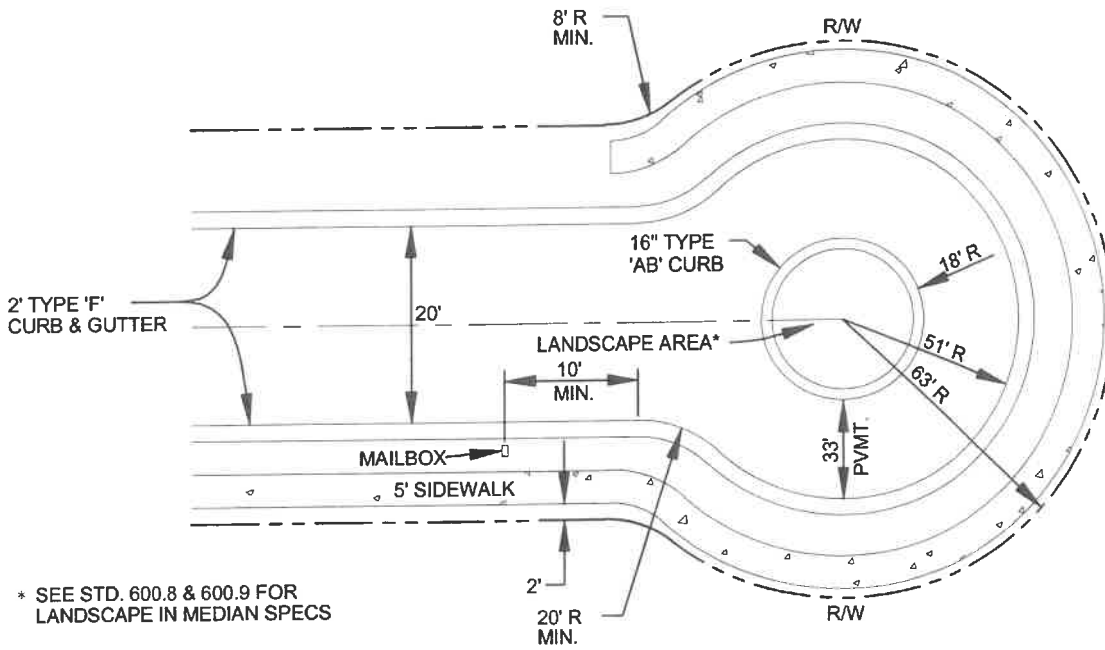 8' R
MIN.
R/W
16" TYPE
'AB' CURB
18' R
2' TYPE 'F'
CURB & GUTTER
20'
LANDSCAPE AREA*
51' R
63' R
10'
MIN.
33'
PVMT.
MAILBOX
5' SIDEWALK
2'
20' R
MIN.
R/W
* SEE STD. 600.8 & 600.9 FOR
LANDSCAPE IN MEDIAN SPECS